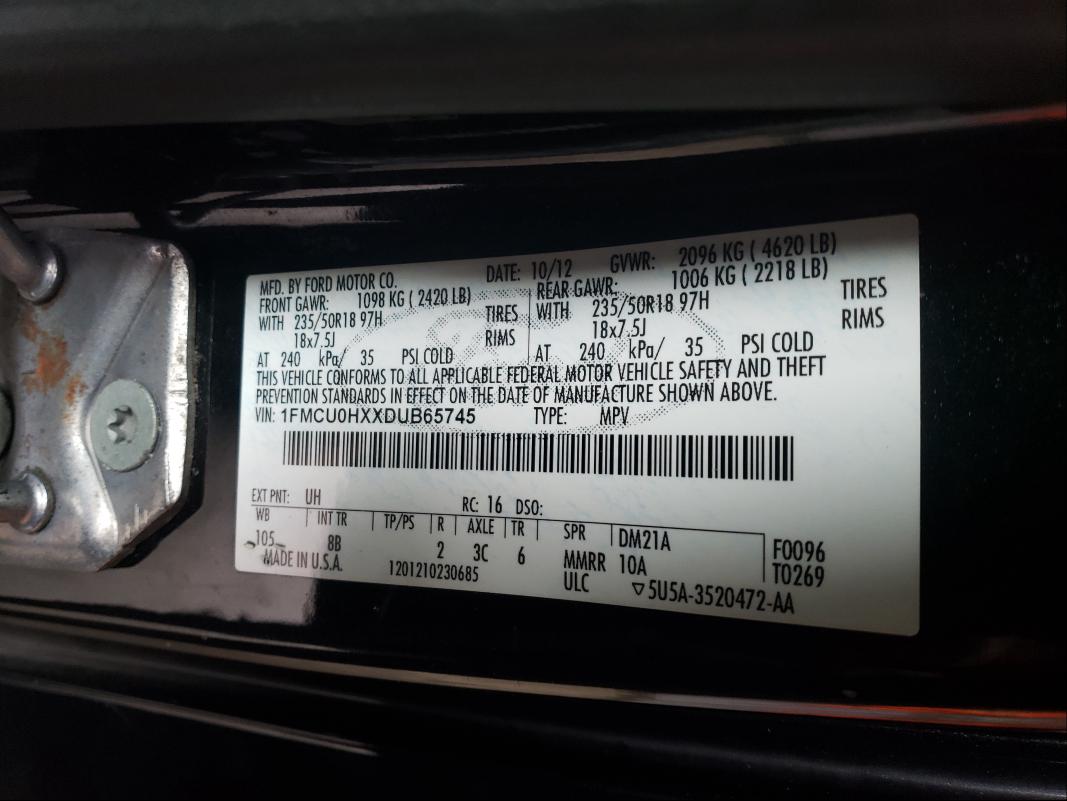 MFD. BY FORD MOTOR CO. DATE: 10/12 GVWR: 2096 KG ( 4620 LB)
FRONT GAWR: 1098 KG ( 2420 LB) REAR GAWR: 1006 KG ( 2218 LB)
WITH 235/50R18 97H TIRES WITH 235/50R18 97H TIRES
18x7.5J RIMS 18x7.5J RIMS
AT 240 kPa/ 35 PSI COLD AT 240 kPa/ 35 PSI COLD
THIS VEHICLE CONFORMS TO ALL APPLICABLE FEDERAL MOTOR VEHICLE SAFETY AND THEFT
PREVENTION STANDARDS IN EFFECT ON THE DATE OF MANUFACTURE SHOWN ABOVE.
VIN: 1FMCU0HXXDUB65745 TYPE: MPV
EXT PNT: UH RC: 16 DSO:
WB INT TR TP/PS R AXLE TR SPR DM21A F0096
105 8B 2 3C 6 MMRR 10A T0269
MADE IN U.S.A. 1201210230685 ULC ▽5U5A-3520472-AA